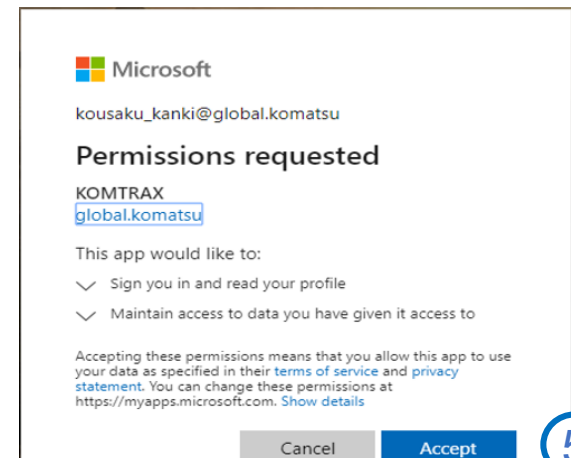 Microsoft
kousaku_kanki@global.komatsu
Permissions requested
KOMTRAX
global.komatsu
This app would like to:
Sign you in and read your profile
Maintain access to data you have given it access to
Accepting these permissions means that you allow this app to use
your data as specified in their terms of service and privacy
statement. You can change these permissions at
https://myapps.microsoft.com. Show details
Cancel
Accept
5